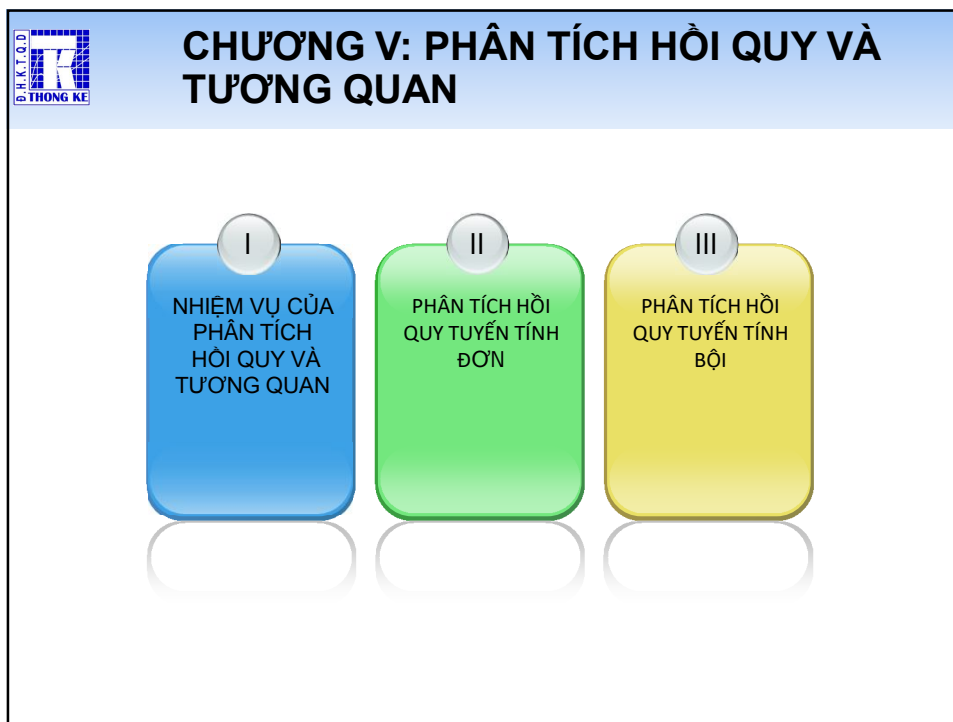 Đ.H.K.T.Q.D
TK
THONG KE
CHƯƠNG V: PHÂN TÍCH HỒI QUY VÀ
TƯƠNG QUAN
I
NHIỆM VỤ CỦA
PHÂN TÍCH
HỒI QUY VÀ
TƯƠNG QUAN
II
PHÂN TÍCH HỒI
QUY TUYẾN TÍNH
ĐƠN
III
PHÂN TÍCH HỒI
QUY TUYẾN TÍNH
BỘI